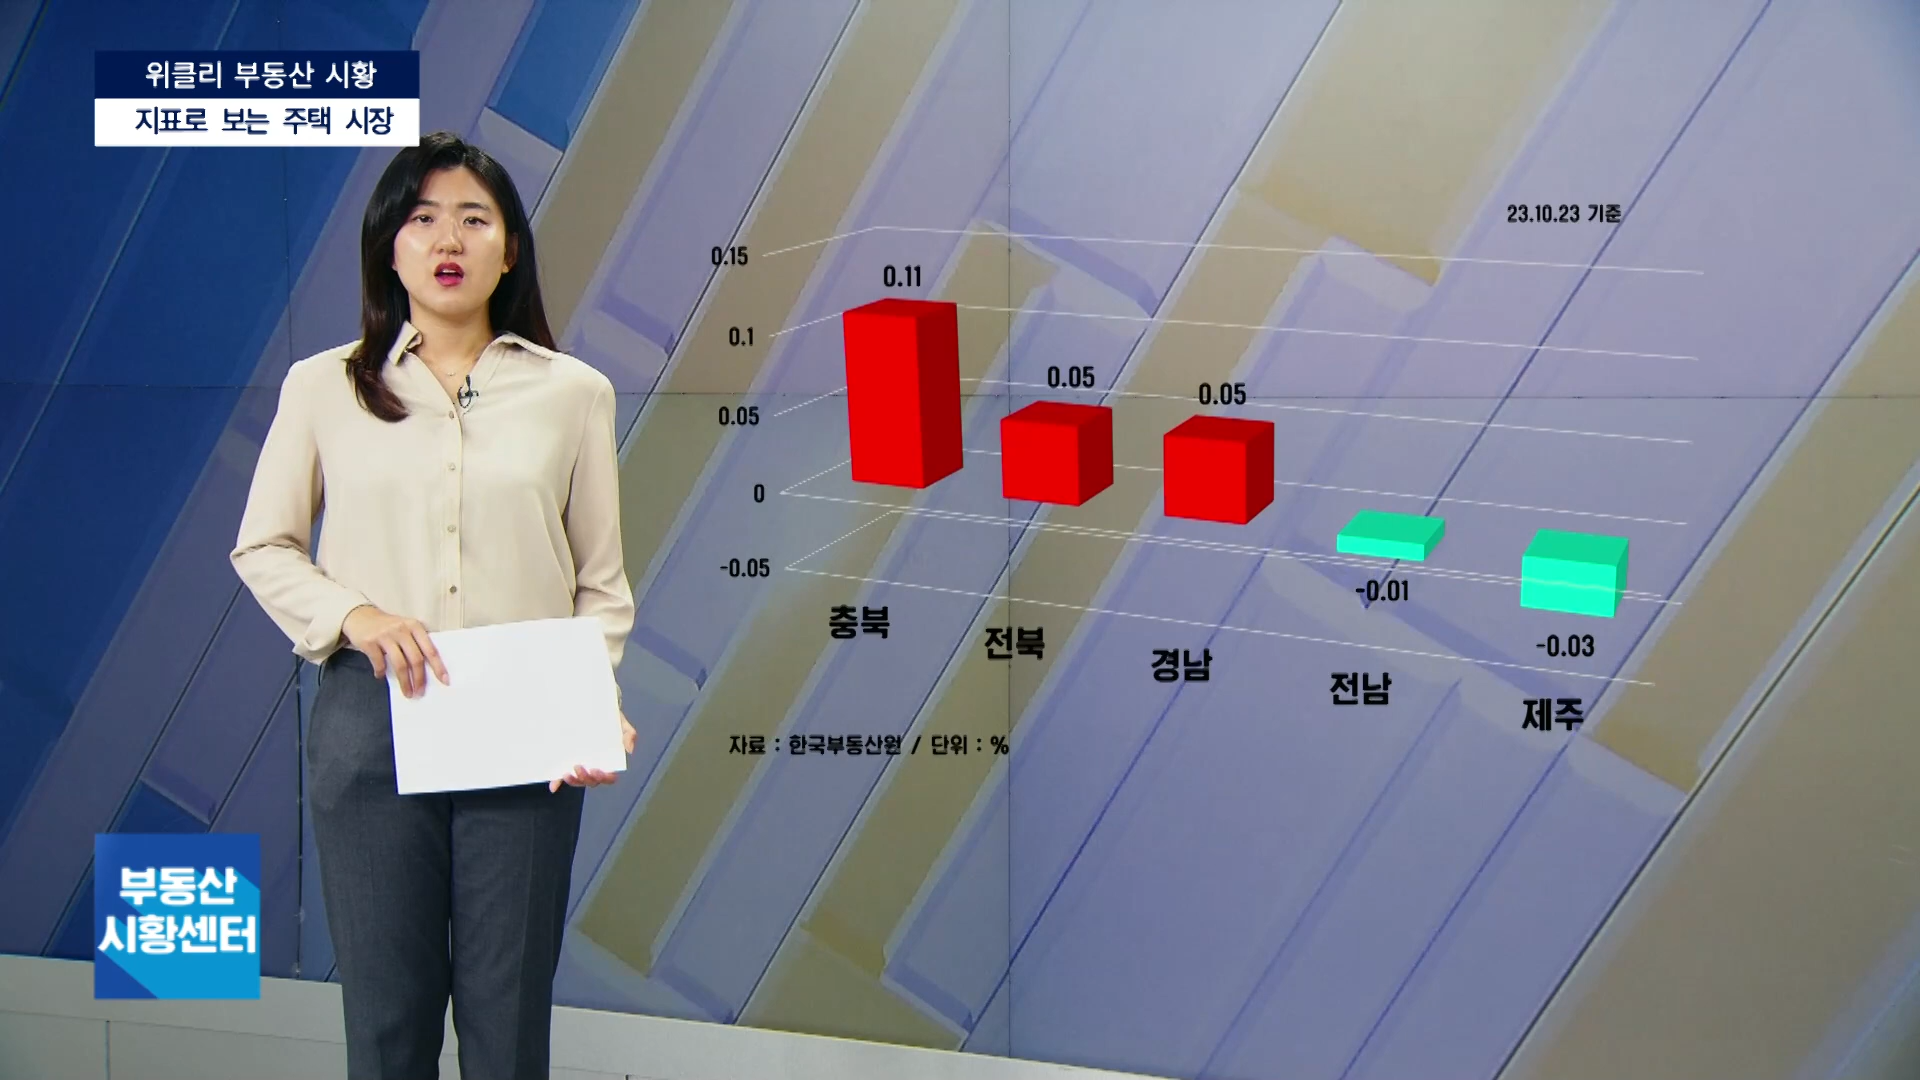 위클리 부동산 시황
지표로 보는 주택 시장
23.10.23 기준
0.15
0.1
0.05
0
-0.05
0.11
0.05
0.05
-0.01
-0.03
충북
전북
경남
전남
제주
자료 : 한국부동산원 / 단위 : %
부동산
시황센터